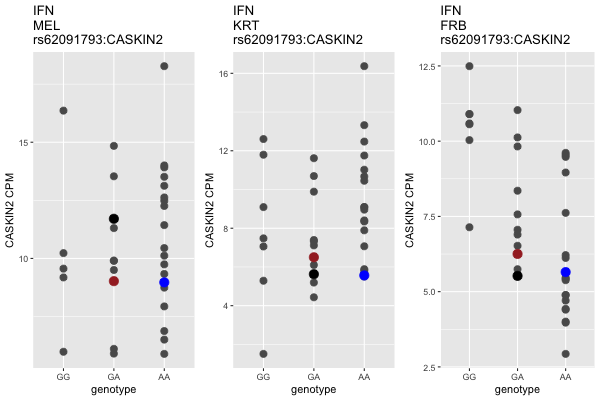 IFN
MEL
rs62091793:CASKIN2
CASKIN2 CPM
15
10
GG
GA
AA
genotype
IFN
KRT
rs62091793:CASKIN2
CASKIN2 CPM
16
12
8
4
GG
GA
AA
genotype
IFN
FRB
rs62091793:CASKIN2
CASKIN2 CPM
12.5
10.0
7.5
5.0
2.5
GG
GA
AA
genotype